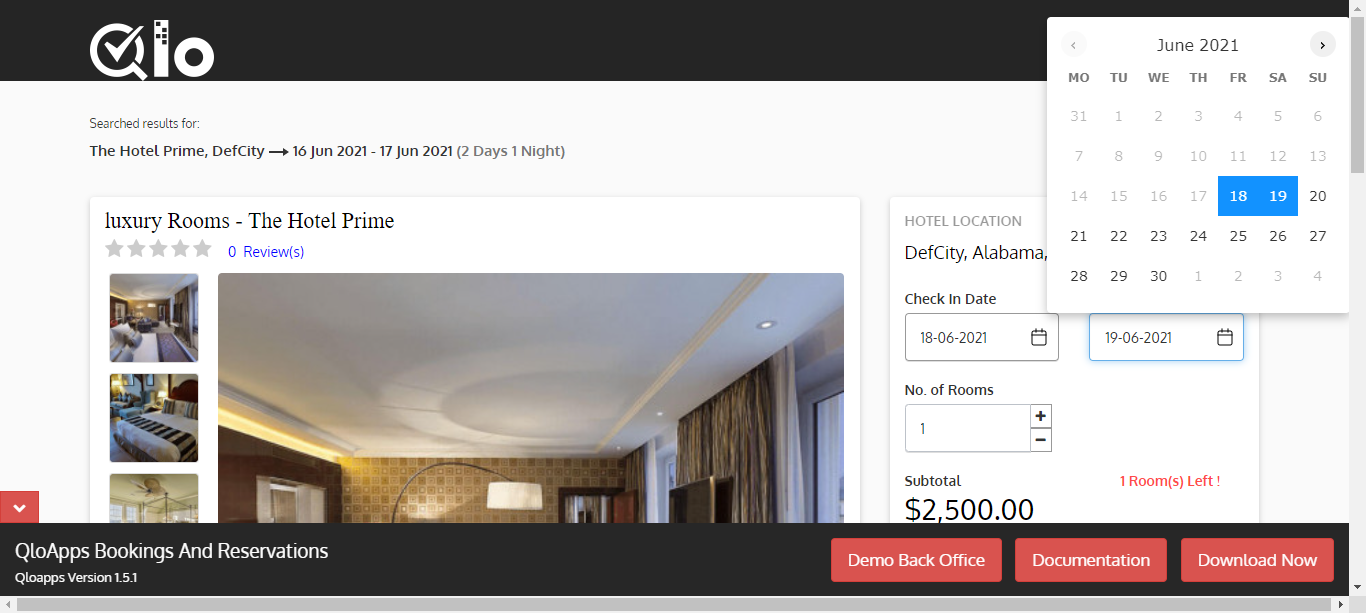 Qlo
Searched results for:
The Hotel Prime, DefCity → 16 Jun 2021 - 17 Jun 2021 (2 Days 1 Night)
luxury Rooms - The Hotel Prime
0 Review(s)
‹ June 2021 ›
MO TU WE TH FR SA SU
31 1 2 3 4 5 6
7 8 9 10 11 12 13
14 15 16 17 18 19 20
21 22 23 24 25 26 27
28 29 30 1 2 3 4
HOTEL LOCATION
DefCity, Alabama,
Check In Date
18-06-2021
19-06-2021
No. of Rooms
1
+
−
Subtotal
1 Room(s) Left !
$2,500.00
QloApps Bookings And Reservations
Qloapps Version 1.5.1
Demo Back Office
Documentation
Download Now